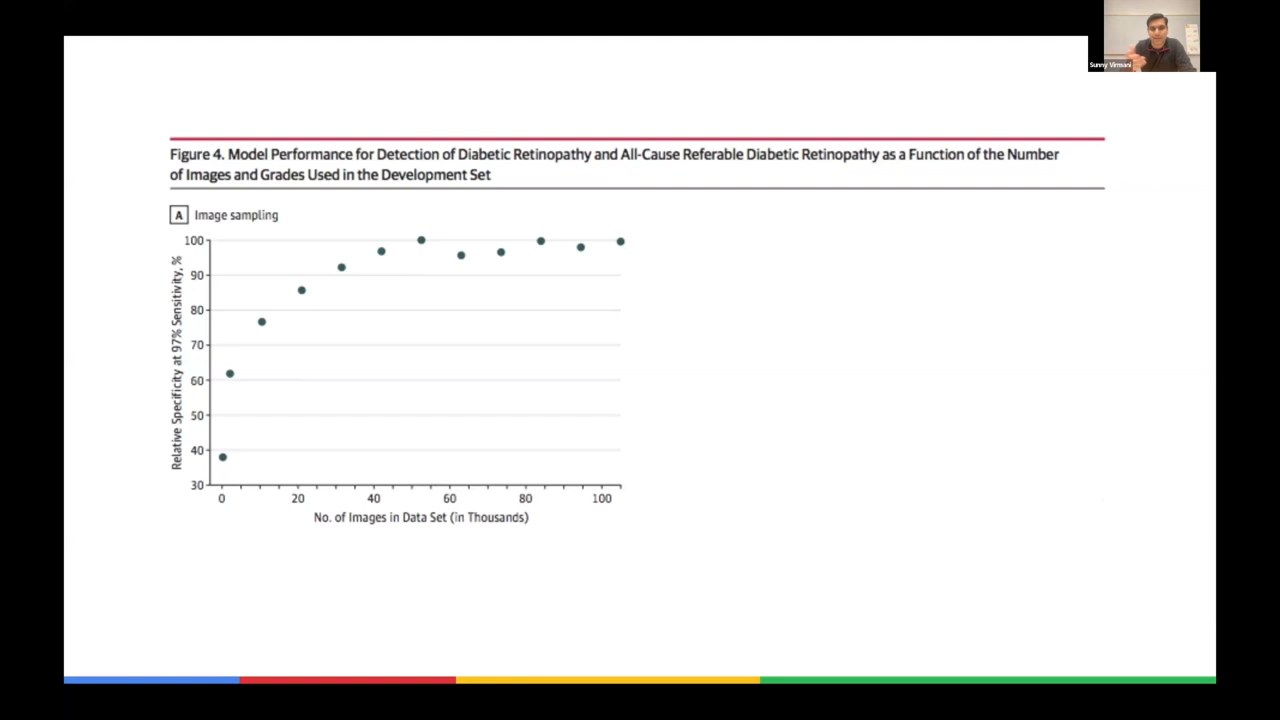 Sunny Virmani
Figure 4. Model Performance for Detection of Diabetic Retinopathy and All-Cause Referable Diabetic Retinopathy as a Function of the Number
of Images and Grades Used in the Development Set
A Image sampling
Relative Specificity at 97% Sensitivity, %
100
90
80
70
60
50
40
30
0 20 40 60 80 100
No. of Images in Data Set (in Thousands)